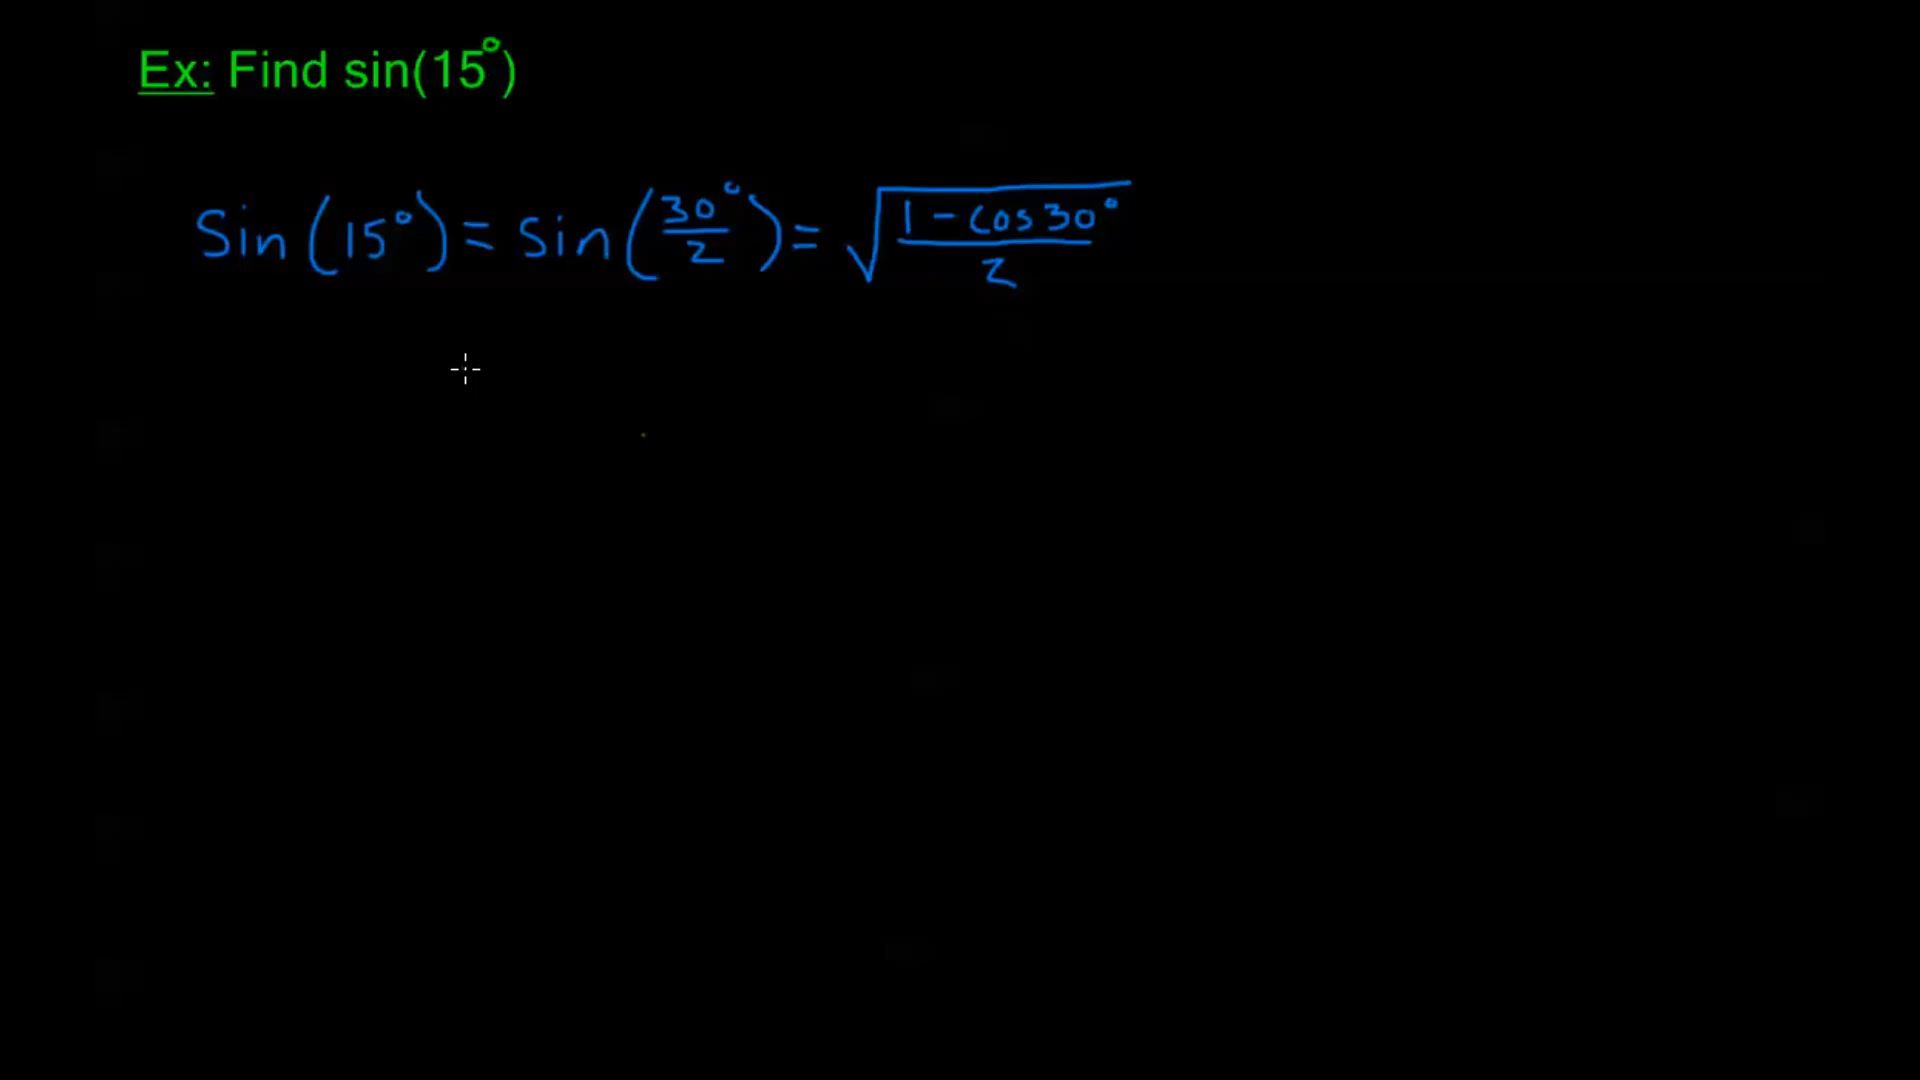 Ex: Find sin(15°)
Sin(15°) = sin(30°/2) = √((1 - cos 30°)/2)